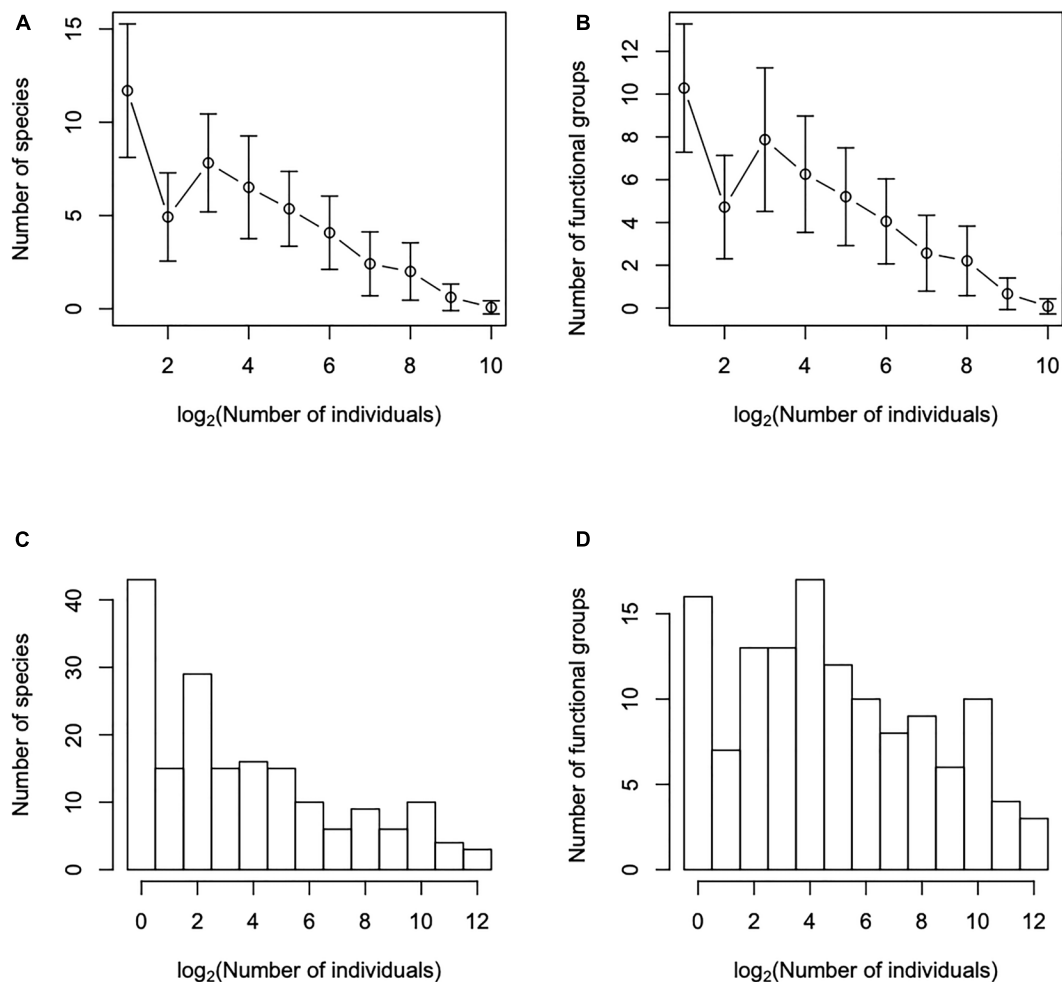 A
Number of species
15
10
5
0
2 4 6 8 10
log₂(Number of individuals)
B
Number of functional groups
12
10
8
6
4
2
0
2 4 6 8 10
log₂(Number of individuals)
C
Number of species
40
30
20
10
0
0 2 4 6 8 10 12
log₂(Number of individuals)
D
Number of functional groups
15
10
5
0
0 2 4 6 8 10 12
log₂(Number of individuals)